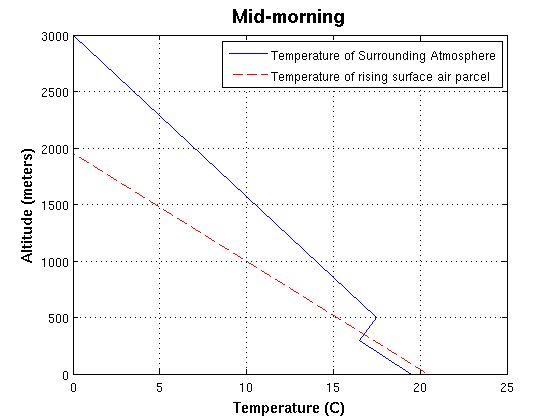 Mid-morning
Temperature of Surrounding Atmosphere
Temperature of rising surface air parcel
3000
2500
2000
1500
1000
500
0
Altitude (meters)
0 5 10 15 20 25
Temperature (C)